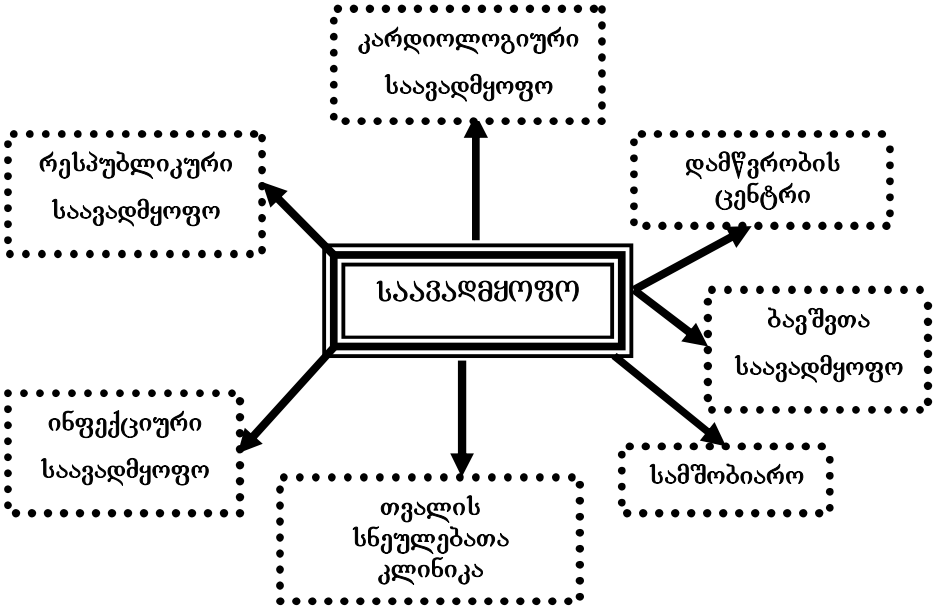 კარდიოლოგიური
საავადმყოფო
რესპუბლიკური
საავადმყოფო
დამწვრობის
ცენტრი
საავადმყოფო
ბავშვთა
საავადმყოფო
ინფექციური
საავადმყოფო
სამშობიარო
თვალის
სნეულებათა
კლინიკა